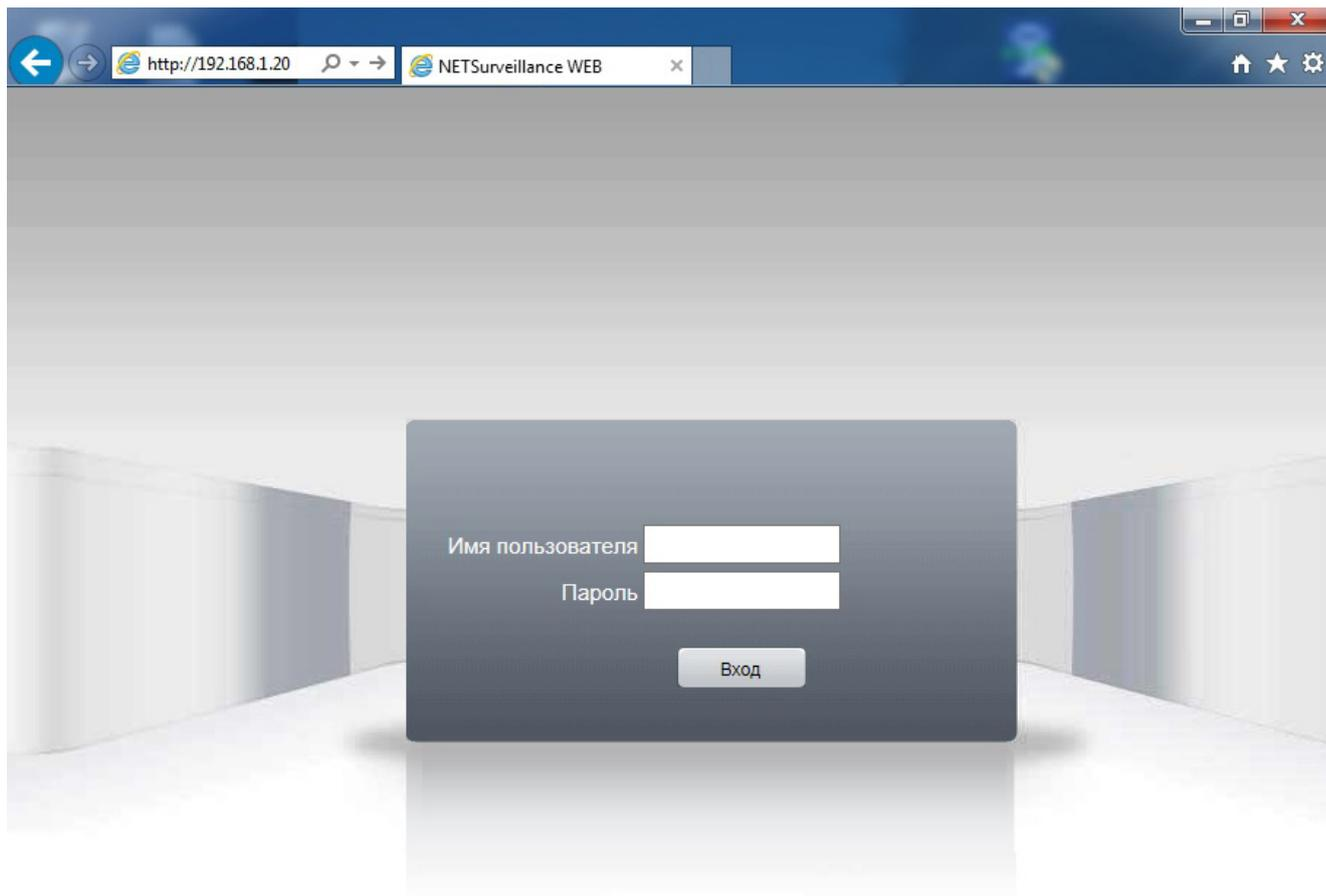 http://192.168.1.20
NETSurveillance WEB
Имя пользователя
Пароль
Вход